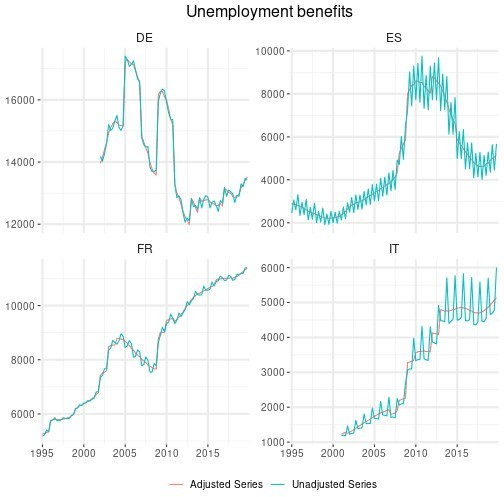 Unemployment benefits
DE
ES
16000
14000
12000
10000
8000
6000
4000
2000
FR
IT
10000
8000
6000
6000
5000
4000
3000
2000
1000
1995 2000 2005 2010 2015
1995 2000 2005 2010 2015
Adjusted Series Unadjusted Series